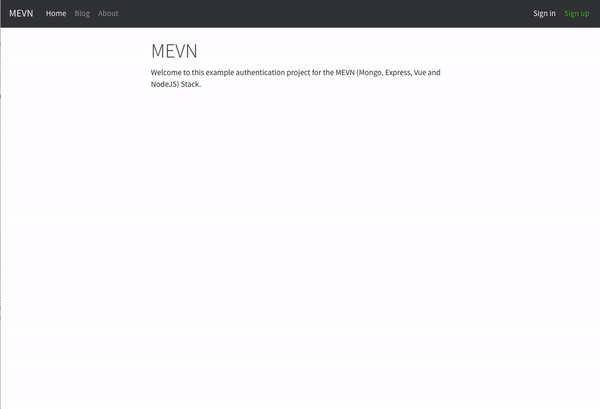 MEVN Home Blog About Sign in Sign up
MEVN
Welcome to this example authentication project for the MEVN (Mongo, Express, Vue and
NodeJS) Stack.